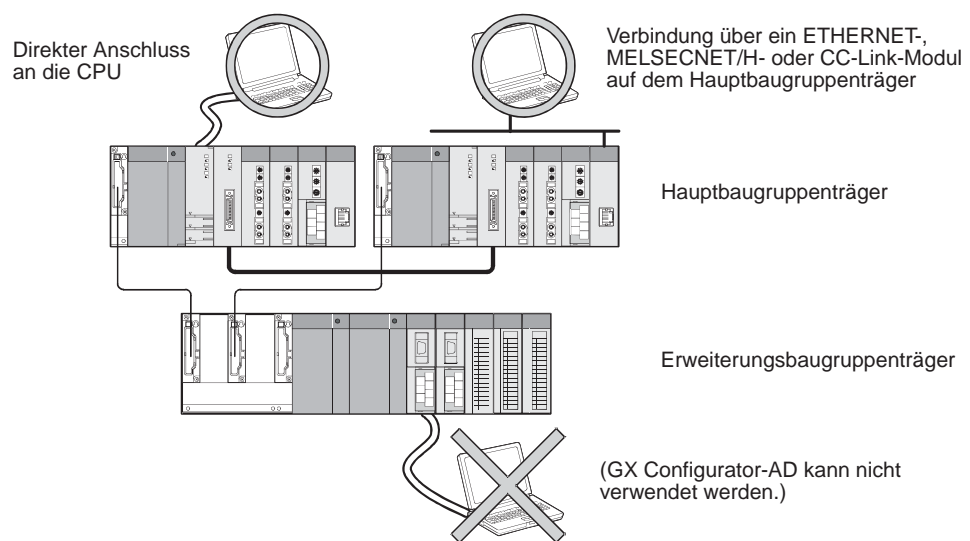 Direkter Anschluss
an die CPU
Verbindung über ein ETHERNET-,
MELSECNET/H- oder CC-Link-Modul
auf dem Hauptbaugruppenträger
Hauptbaugruppenträger
Erweiterungsbaugruppenträger
(GX Configurator-AD kann nicht
verwendet werden.)